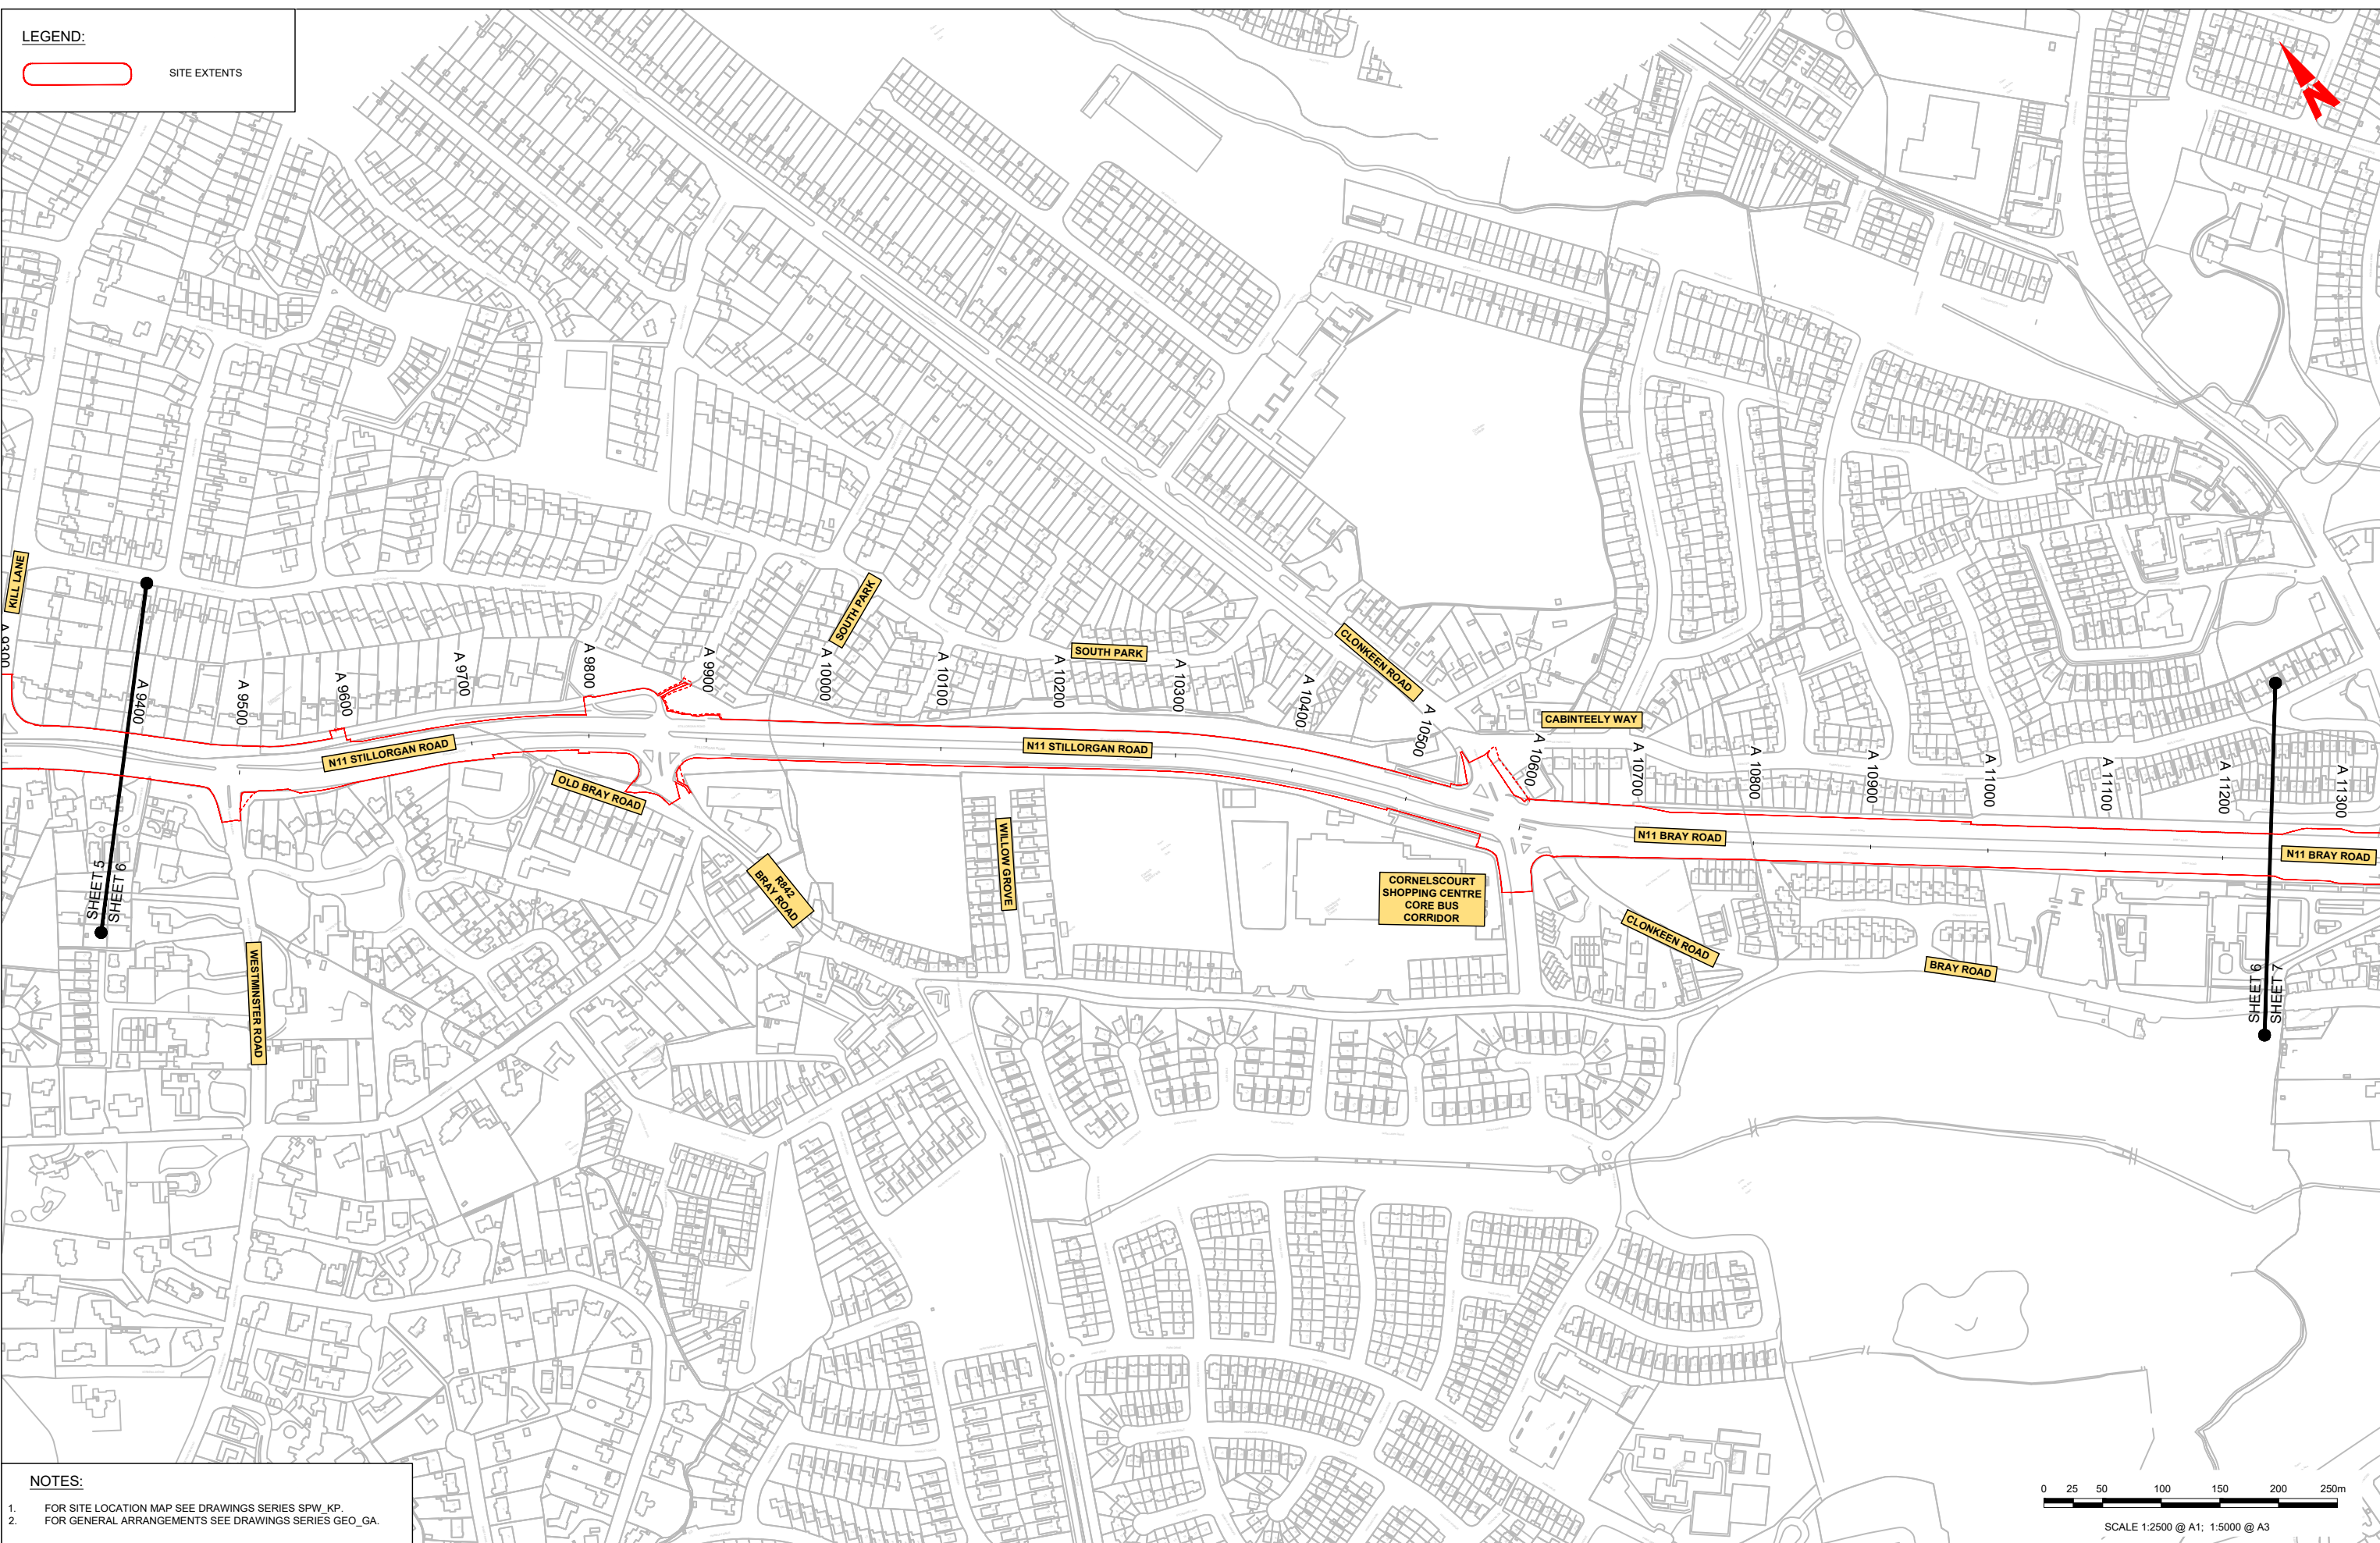 LEGEND:
SITE EXTENTS
KILL LANE
A 9300
A 9400
A 9500
A 9600
A 9700
A 9800
A 9900
A 10000
A 10100
A 10200
A 10300
A 10400
A 10500
A 10600
A 10700
A 10800
A 10900
A 11000
A 11100
A 11200
A 11300
SOUTH PARK
SOUTH PARK
CLONKEEN ROAD
CABINTEELY WAY
N11 STILLORGAN ROAD
N11 STILLORGAN ROAD
N11 BRAY ROAD
N11 BRAY ROAD
OLD BRAY ROAD
R842
BRAY ROAD
WILLOW GROVE
CORNELSCOURT
SHOPPING CENTRE
CORE BUS
CORRIDOR
CLONKEEN ROAD
BRAY ROAD
WESTMINSTER ROAD
SHEET 5
SHEET 6
SHEET 6
SHEET 7
NOTES:
1. FOR SITE LOCATION MAP SEE DRAWINGS SERIES SPW_KP.
2. FOR GENERAL ARRANGEMENTS SEE DRAWINGS SERIES GEO_GA.
0 25 50 100 150 200 250m
SCALE 1:2500 @ A1; 1:5000 @ A3